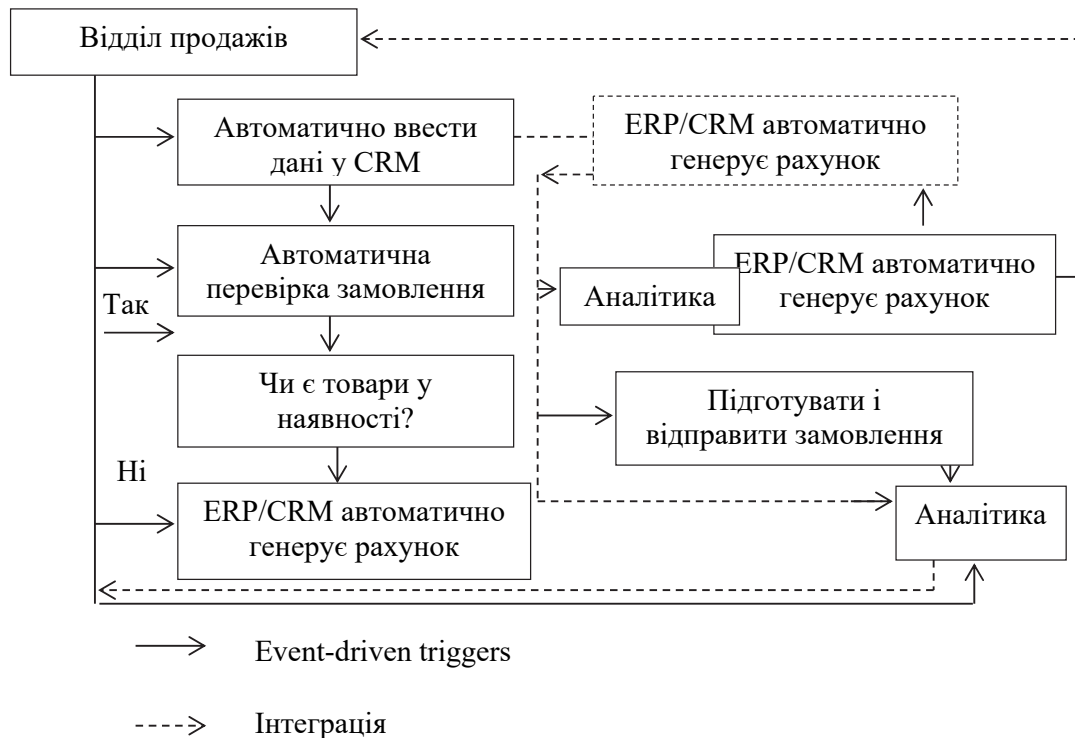 Відділ продажів
Автоматично ввести
дані у CRM
ERP/CRM автоматично
генерує рахунок
Автоматична
перевірка замовлення
Так
Аналітика
ERP/CRM автоматично
генерує рахунок
Чи є товари у
наявності?
Підготувати і
відправити замовлення
Ні
ERP/CRM автоматично
генерує рахунок
Аналітика
Event-driven triggers
Інтеграція